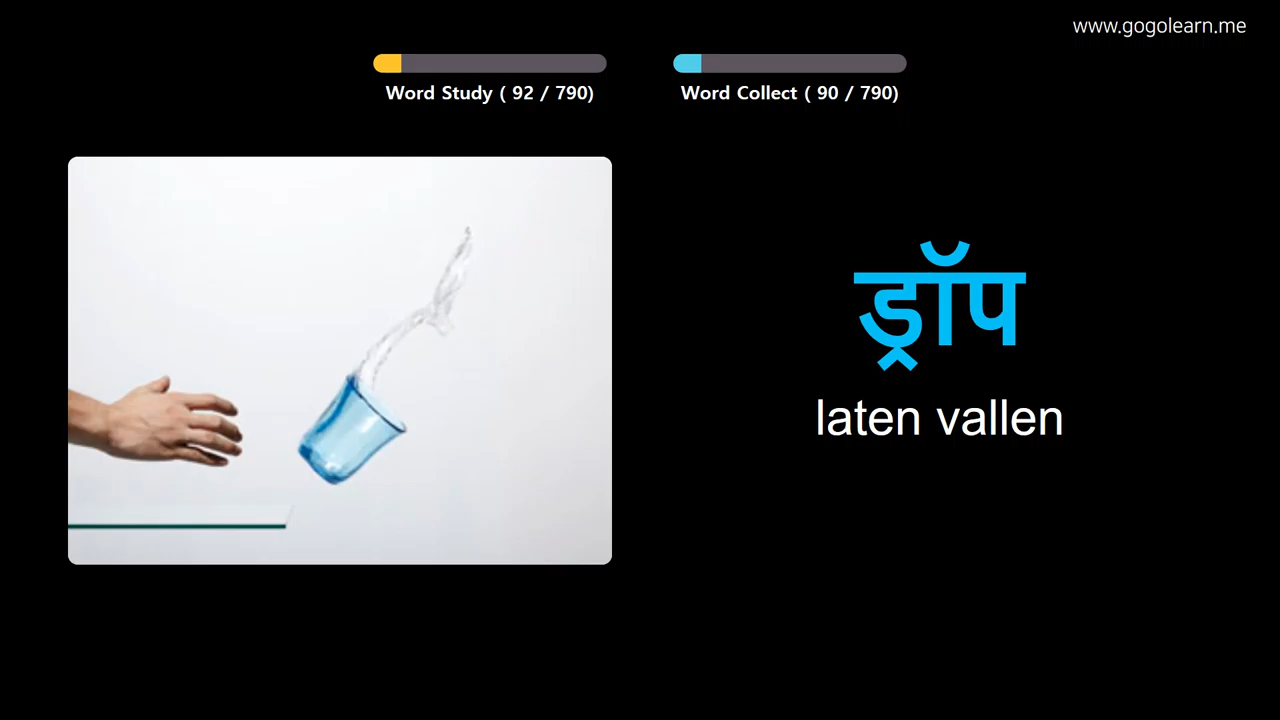 www.gogolearn.me
Word Study ( 92 / 790)
Word Collect ( 90 / 790)
ड्रॉप
laten vallen